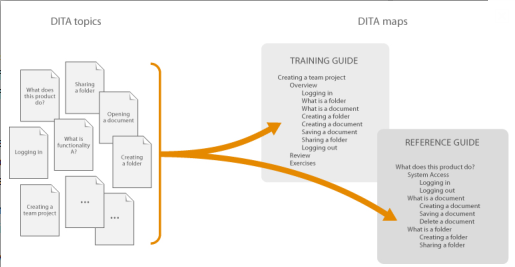 DITA topics
DITA maps
What does
this product
do?
Sharing
a folder
Opening
a document
Logging in
What is
functionality
A?
Creating
a folder
Creating a
team project
...
...
TRAINING GUIDE
Creating a team project
Overview
Logging in
What is a folder
What is a document
Creating a folder
Creating a document
Saving a document
Sharing a folder
Logging out
Review
Exercises
REFERENCE GUIDE
What does this product do?
System Access
Logging in
Logging out
What is a document
Creating a document
Saving a document
Delete a document
What is a folder
Creating a folder
Sharing a folder